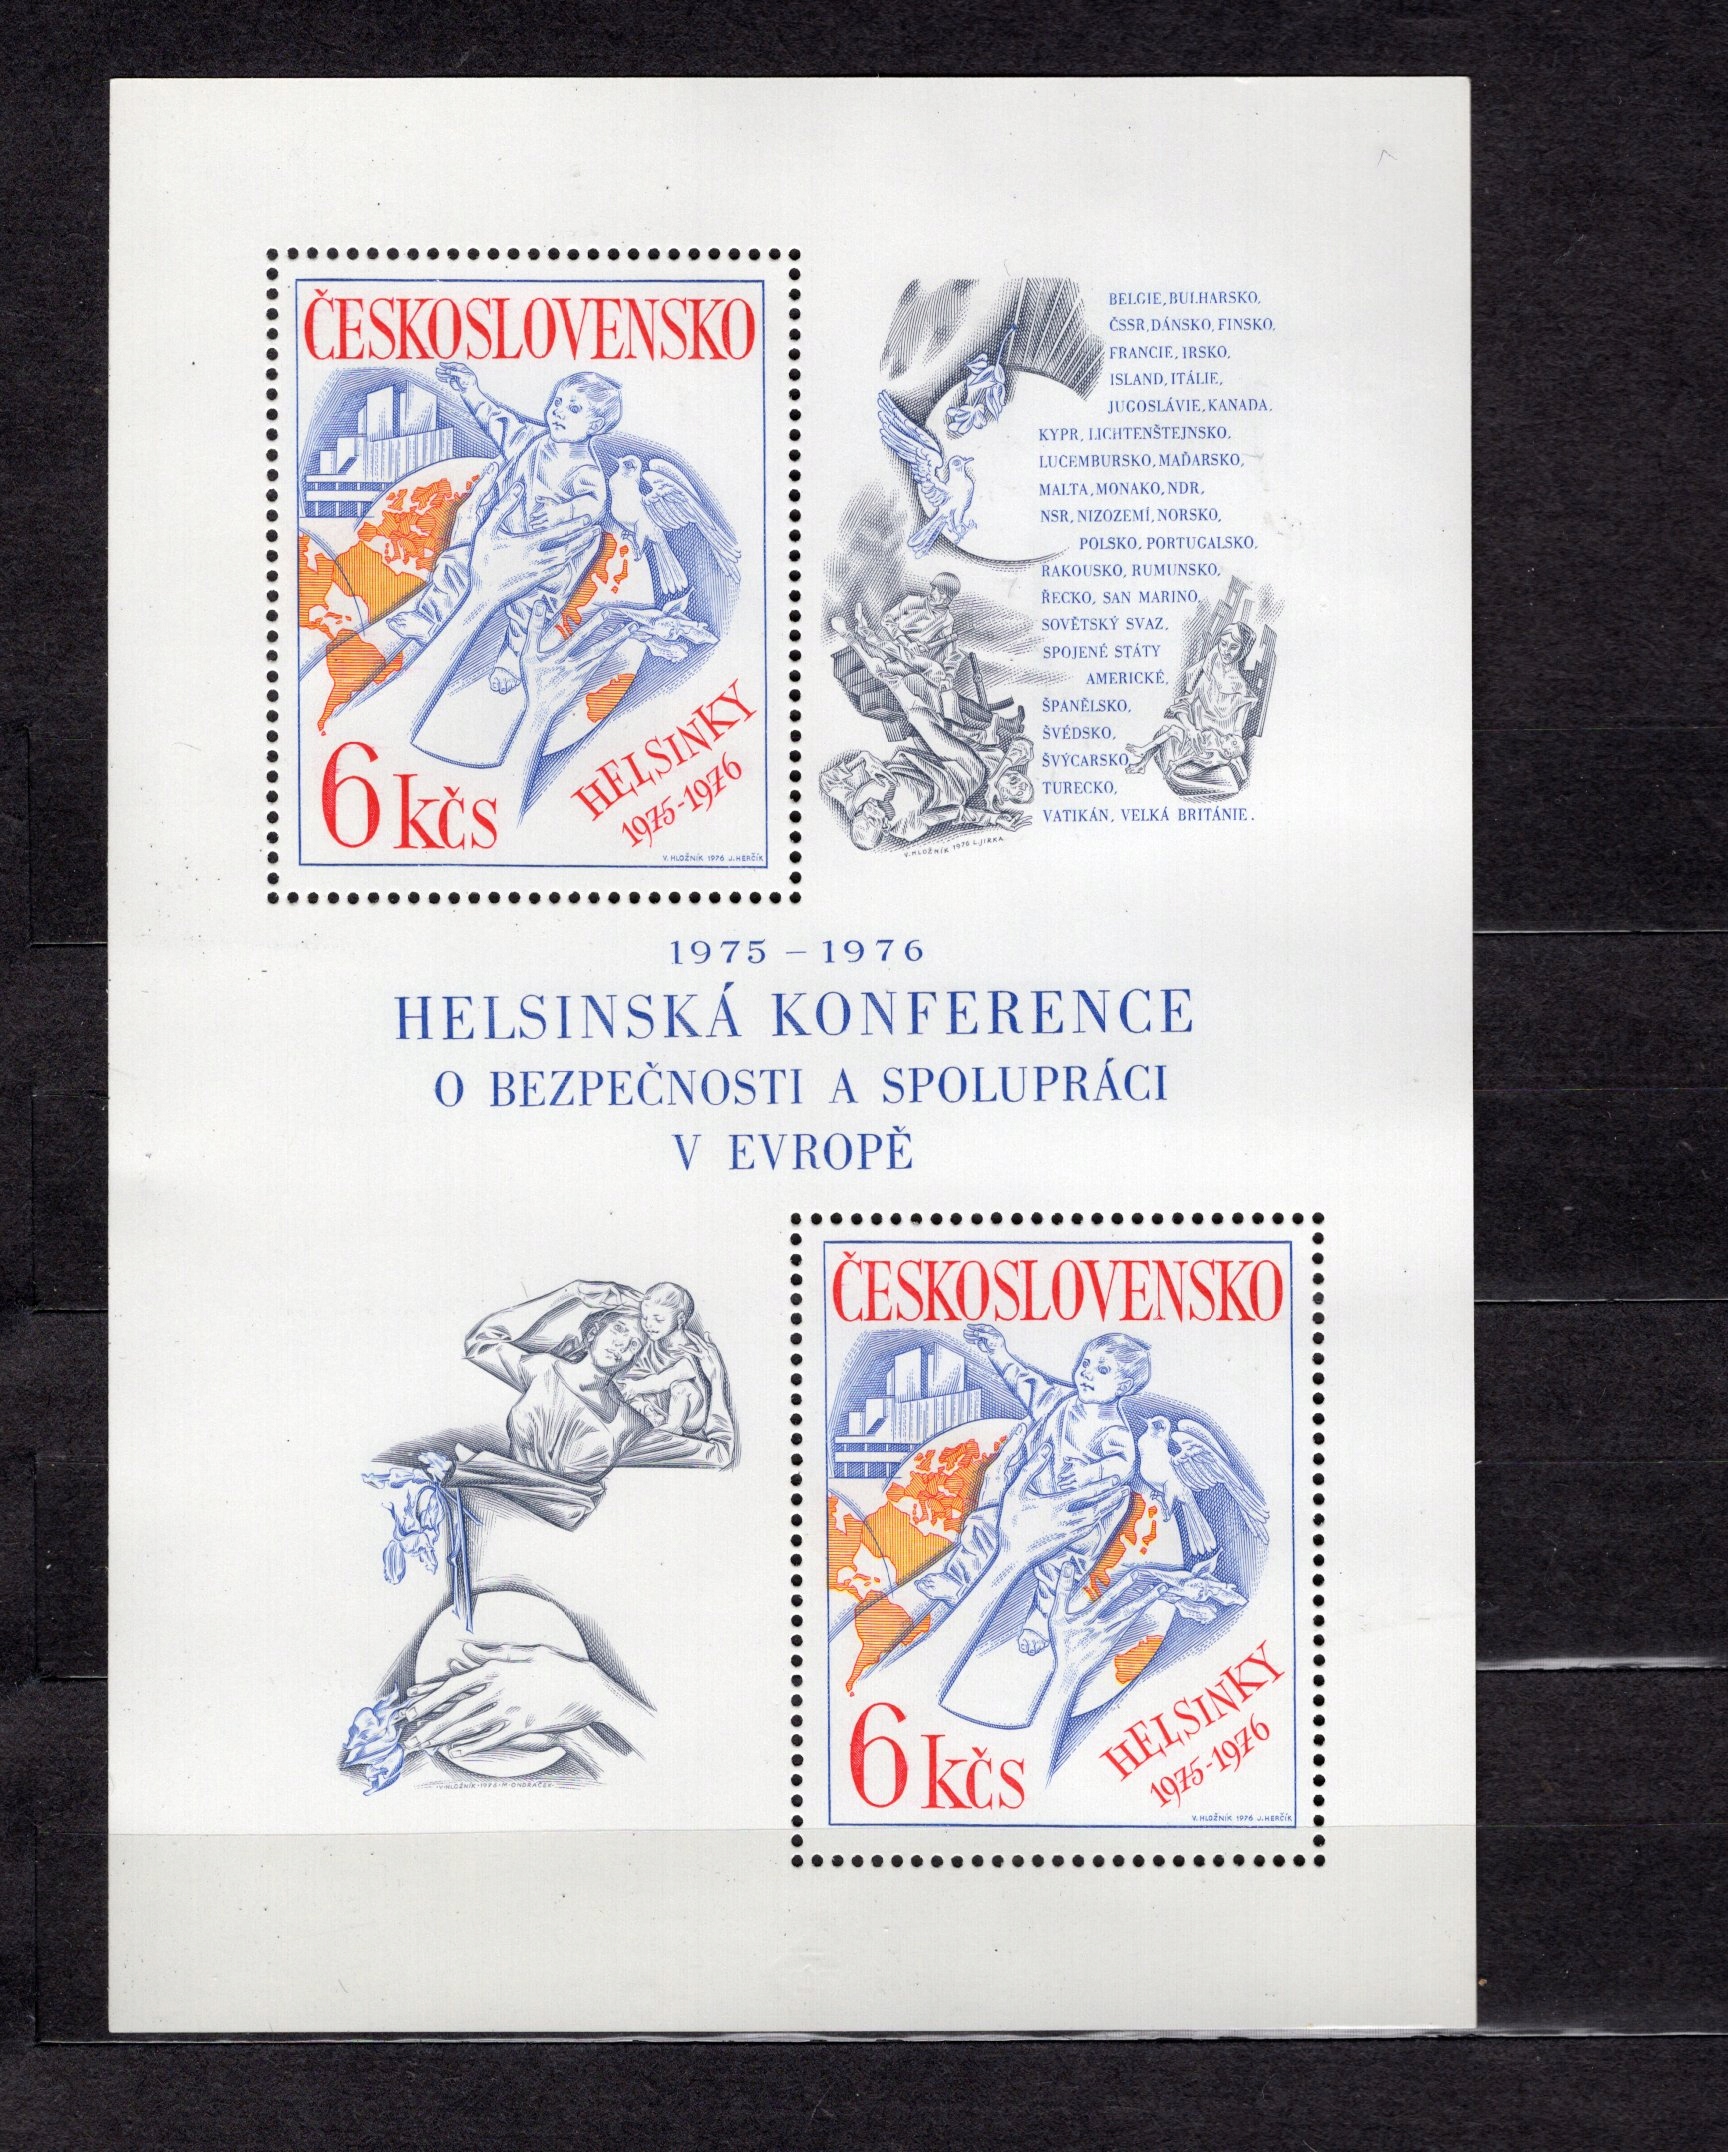 ČESKOSLOVENSKO
6 KČS
HELSINKY
1975-1976
V. HLOŽNÍK 1976 J. HERČÍK
BELGIE, BULHARSKO,
ČSSR, DÁNSKO, FINSKO,
FRANCIE, IRSKO,
ISLAND, ITÁLIE,
JUGOSLÁVIE, KANADA,
KYPR, LICHTENŠTEJNSKO,
LUCEMBURSKO, MAĎARSKO,
MALTA, MONAKO, NDR,
NSR, NIZOZEMÍ, NORSKO,
POLSKO, PORTUGALSKO,
RAKOUSKO, RUMUNSKO,
ŘECKO, SAN MARINO,
SOVĚTSKÝ SVAZ,
SPOJENÉ STÁTY
AMERICKÉ,
ŠPANĚLSKO,
ŠVÉDSKO,
ŠVÝCARSKO,
TURECKO,
VATIKÁN, VELKÁ BRITÁNIE.
V. HLOŽNÍK 1976 L. JIRKA
1975 – 1976
HELSINSKÁ KONFERENCE
O BEZPEČNOSTI A SPOLUPRÁCI
V EVROPĚ
V. HLOŽNÍK · 1976 · M. ONDRÁČEK
ČESKOSLOVENSKO
6 KČS
HELSINKY
1975-1976
V. HLOŽNÍK 1976 J. HERČÍK